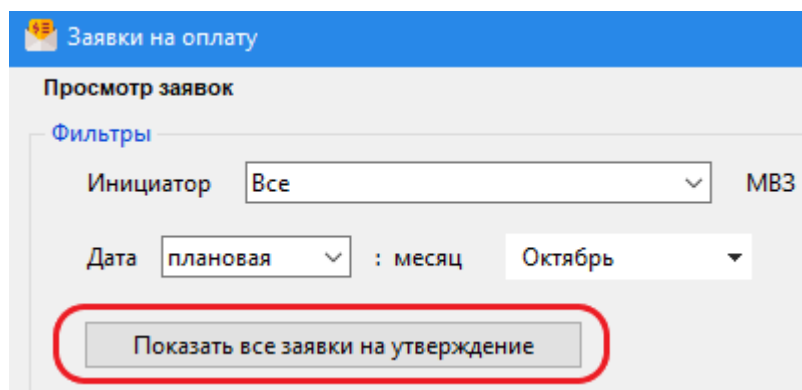 Заявки на оплату
Просмотр заявок
Фильтры
Инициатор Все МВЗ
Дата плановая : месяц Октябрь
Показать все заявки на утверждение